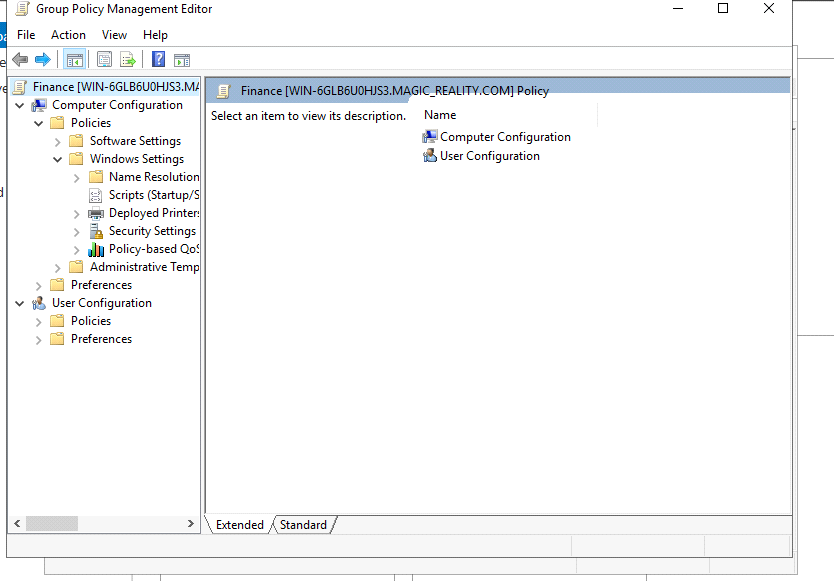 Group Policy Management Editor
File Action View Help
Finance [WIN-6GLB6U0HJS3.MA
Computer Configuration
Policies
Software Settings
Windows Settings
Name Resolution
Scripts (Startup/S
Deployed Printers
Security Settings
Policy-based QoS
Administrative Temp
Preferences
User Configuration
Policies
Preferences
Finance [WIN-6GLB6U0HJS3.MAGIC_REALITY.COM] Policy
Select an item to view its description.
Name
Computer Configuration
User Configuration
Extended Standard